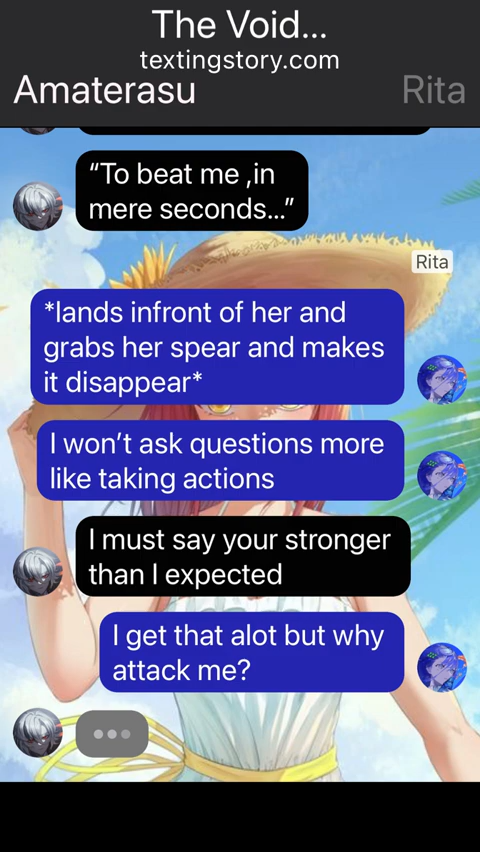 The Void...
textingstory.com
Amaterasu
Rita
“To beat me ,in
mere seconds...”
Rita
*lands infront of her and
grabs her spear and makes
it disappear*
I won’t ask questions more
like taking actions
I must say your stronger
than I expected
I get that alot but why
attack me?